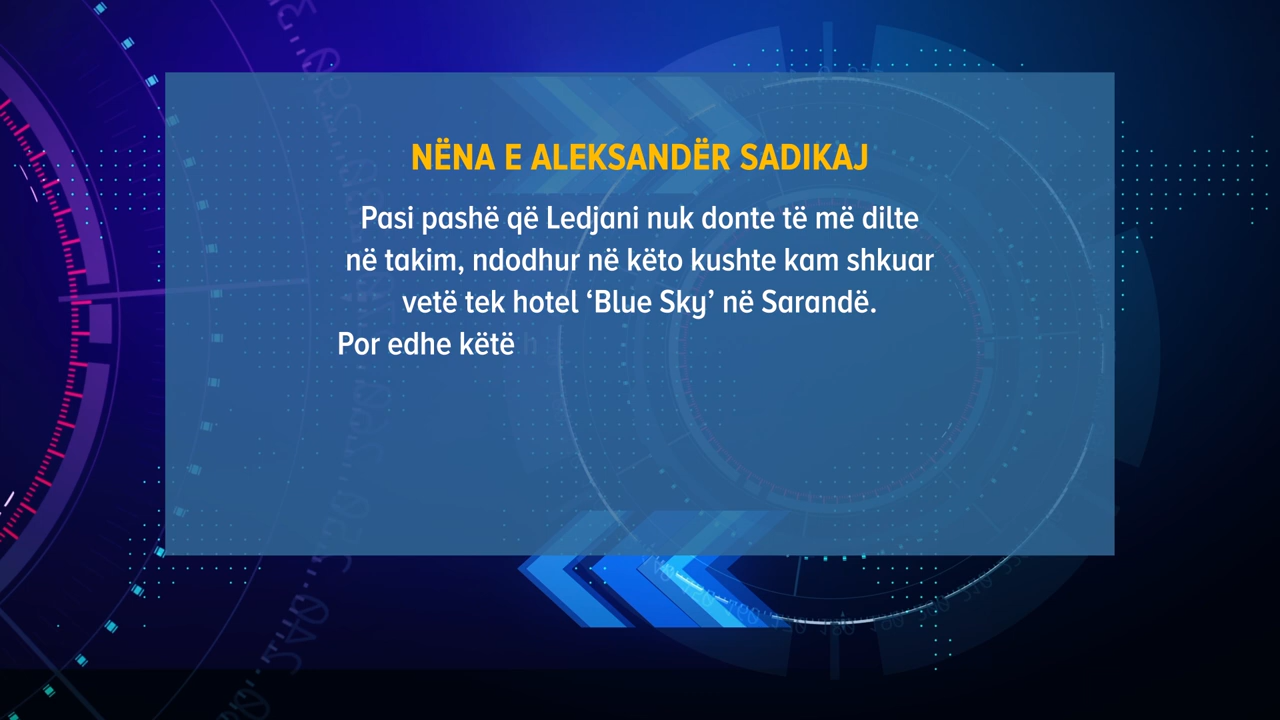 NËNA E ALEKSANDËR SADIKAJ
Pasi pashë që Ledjani nuk donte të më dilte
në takim, ndodhur në këto kushte kam shkuar
vetë tek hotel ‘Blue Sky’ në Sarandë.
Por edhe këtë